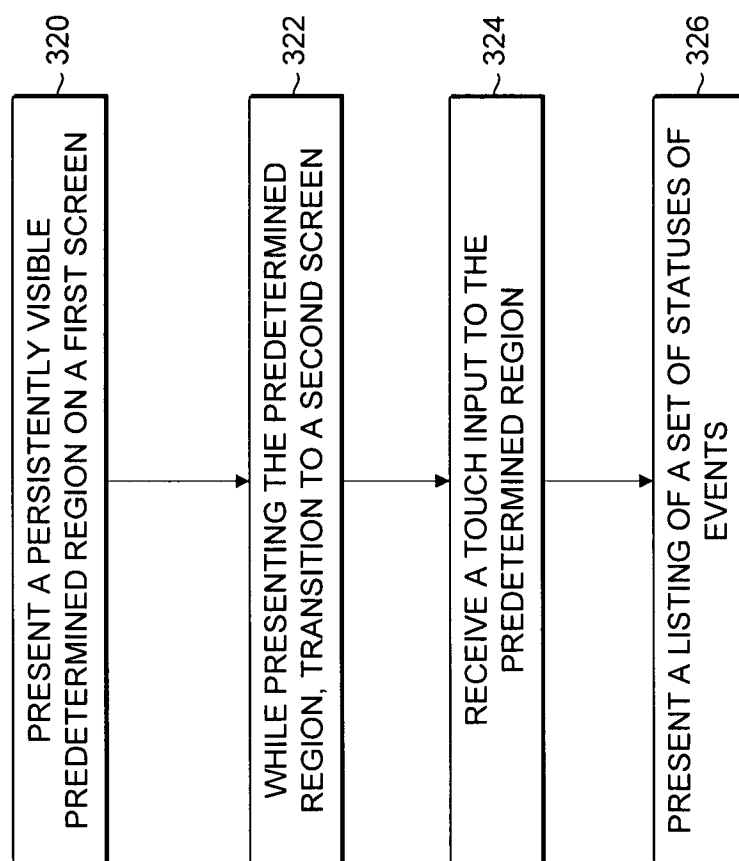 PRESENT A PERSISTENTLY VISIBLE
PREDETERMINED REGION ON A FIRST SCREEN
320
WHILE PRESENTING THE PREDETERMINED
REGION, TRANSITION TO A SECOND SCREEN
322
RECEIVE A TOUCH INPUT TO THE
PREDETERMINED REGION
324
PRESENT A LISTING OF A SET OF STATUSES OF
EVENTS
326